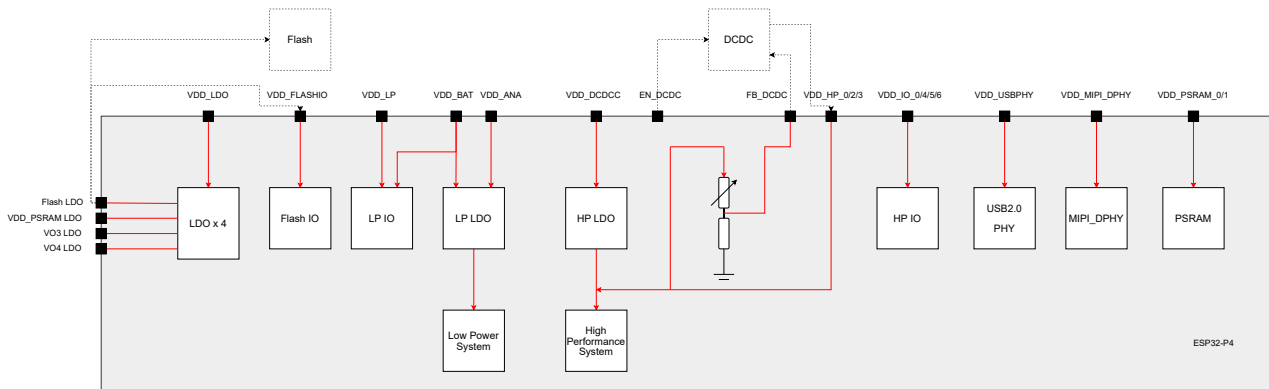 Flash
DCDC
VDD_LDO
VDD_FLASHIO
VDD_LP
VDD_BAT
VDD_ANA
VDD_DCDCC
EN_DCDC
FB_DCDC
VDD_HP_0/2/3
VDD_IO_0/4/5/6
VDD_USBPHY
VDD_MIPI_DPHY
VDD_PSRAM_0/1
Flash LDO
VDD_PSRAM LDO
VO3 LDO
VO4 LDO
LDO x 4
Flash IO
LP IO
LP LDO
HP LDO
HP IO
USB2.0
PHY
MIPI_DPHY
PSRAM
Low Power
System
High
Performance
System
ESP32-P4